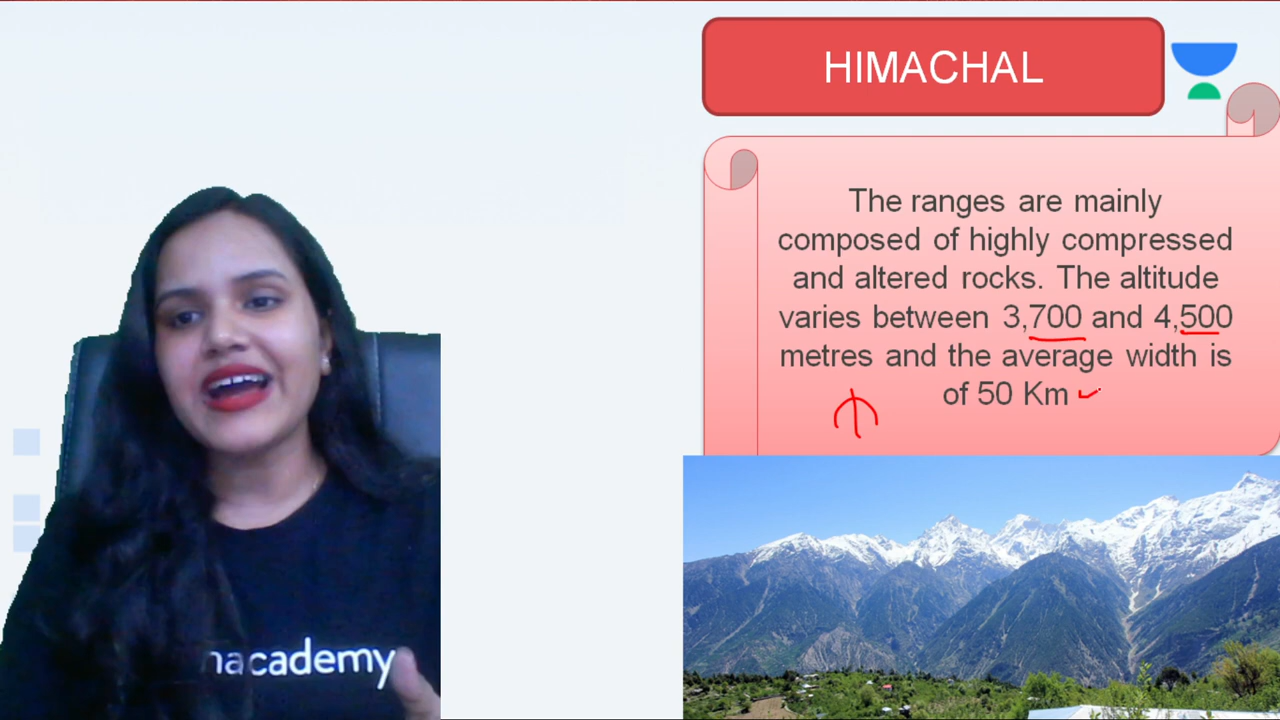 HIMACHAL
The ranges are mainly
composed of highly compressed
and altered rocks. The altitude
varies between 3,700 and 4,500
metres and the average width is
of 50 Km
nacademy